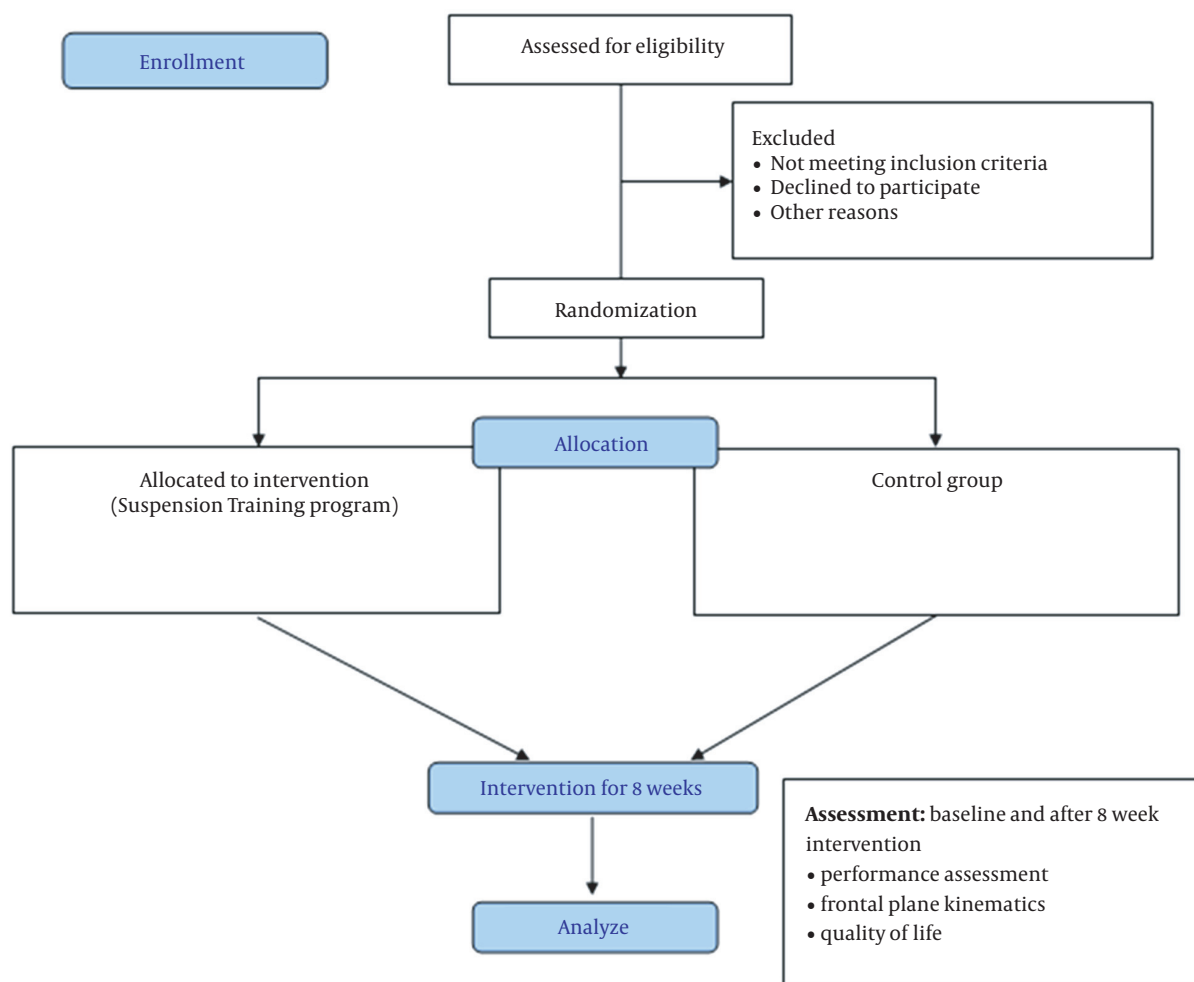 Enrollment
Assessed for eligibility
Excluded
• Not meeting inclusion criteria
• Declined to participate
• Other reasons
Randomization
Allocation
Allocated to intervention
(Suspension Training program)
Control group
Intervention for 8 weeks
Assessment: baseline and after 8 week
intervention
• performance assessment
• frontal plane kinematics
• quality of life
Analyze